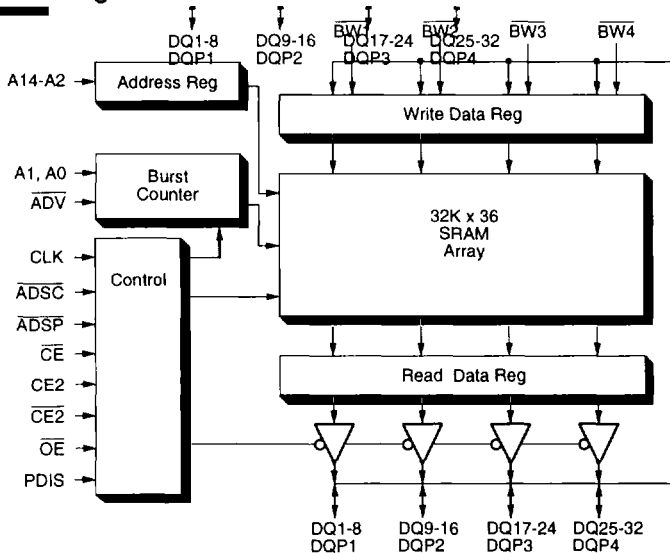 DQ1-8 DQ9-16 DQ17-24 DQ25-32
DQP1 DQP2 DQP3 DQP4
BW1 BW2 BW3 BW4
A14-A2
Address Reg
Write Data Reg
A1, A0
ADV
Burst
Counter
32K x 36
SRAM
Array
CLK
Control
ADSC
ADSP
CE
CE2
CE2
OE
PDIS
Read Data Reg
DQ1-8 DQ9-16 DQ17-24 DQ25-32
DQP1 DQP2 DQP3 DQP4